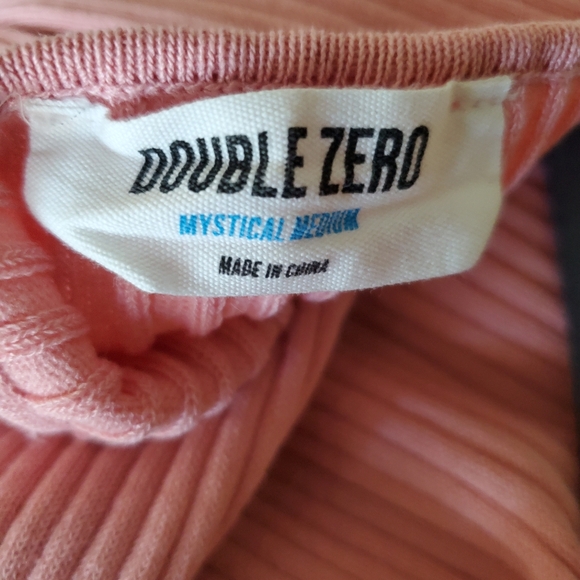 DOUBLE ZERO
MYSTICAL MEDIUM
MADE IN CHINA